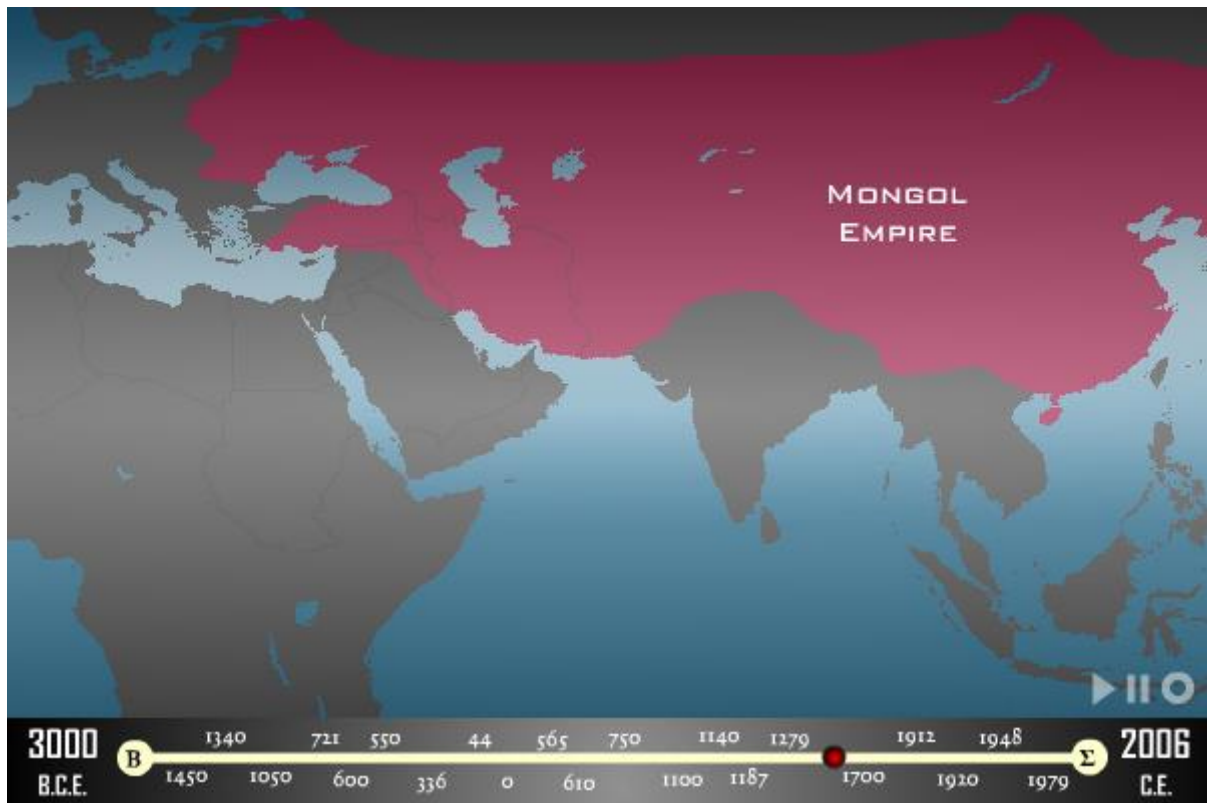 MONGOL
EMPIRE
3000
B.C.E.
B
1340 721 550 44 565 750 1140 1279 1912 1948
1450 1050 600 336 0 610 1100 1187 1700 1920 1979
Σ
2006
C.E.